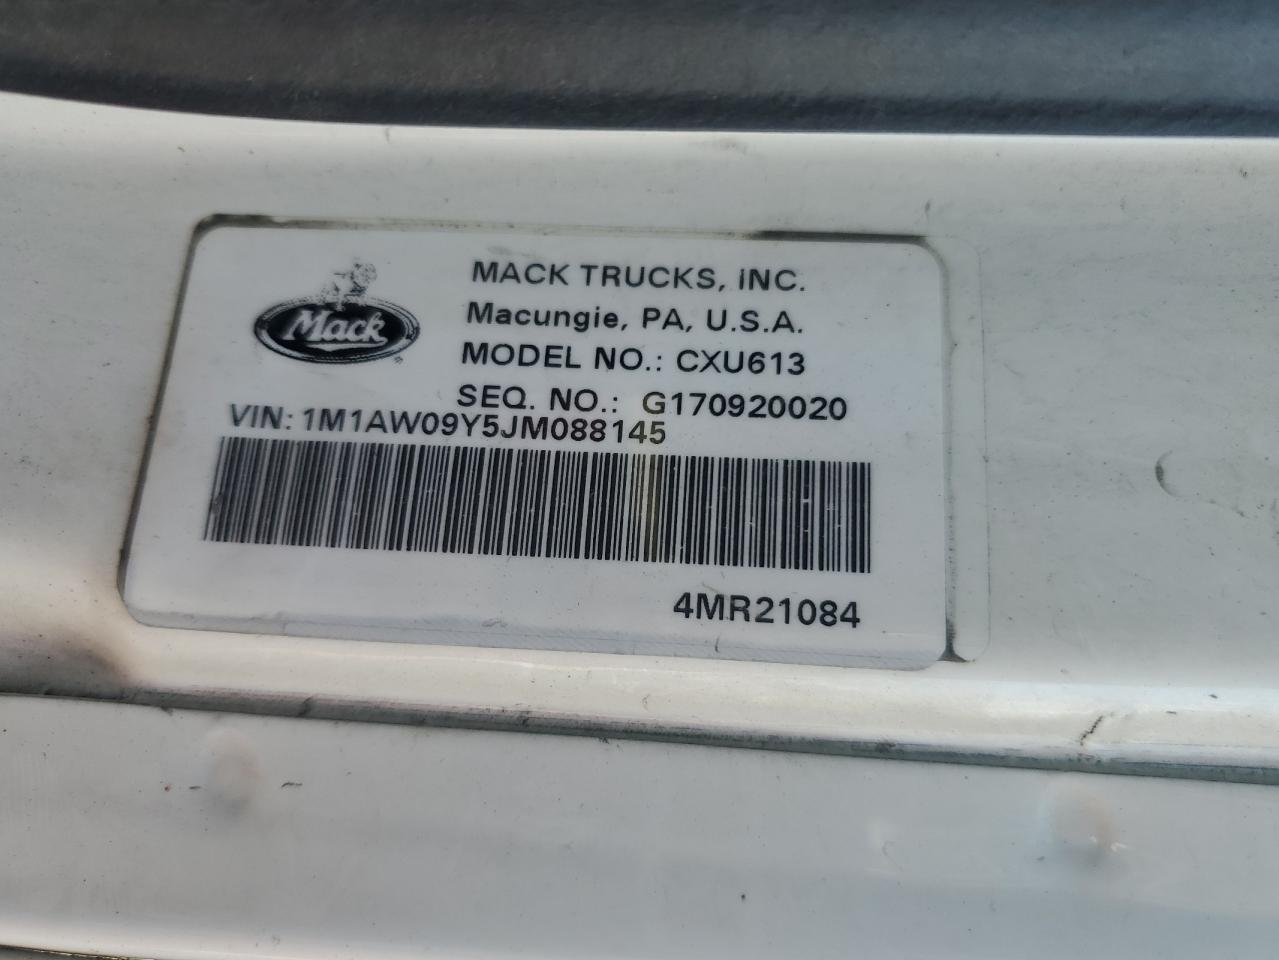 Mack
MACK TRUCKS, INC.
Macungie, PA, U.S.A.
MODEL NO.: CXU613
SEQ. NO.: G170920020
VIN: 1M1AW09Y5JM088145
4MR21084